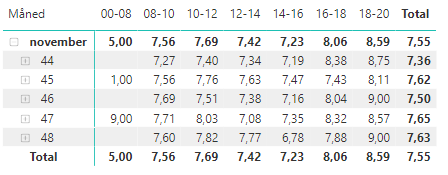 Måned 00-08 08-10 10-12 12-14 14-16 16-18 18-20 Total
november 5,00 7,56 7,69 7,42 7,23 8,06 8,59 7,55
44 7,27 7,40 7,34 7,19 8,38 8,75 7,36
45 1,00 7,56 7,76 7,63 7,47 7,43 8,11 7,62
46 7,69 7,51 7,38 7,16 8,04 9,00 7,50
47 9,00 7,71 8,03 7,08 7,35 8,32 8,57 7,65
48 7,60 7,82 7,77 6,78 7,88 9,00 7,63
Total 5,00 7,56 7,69 7,42 7,23 8,06 8,59 7,55